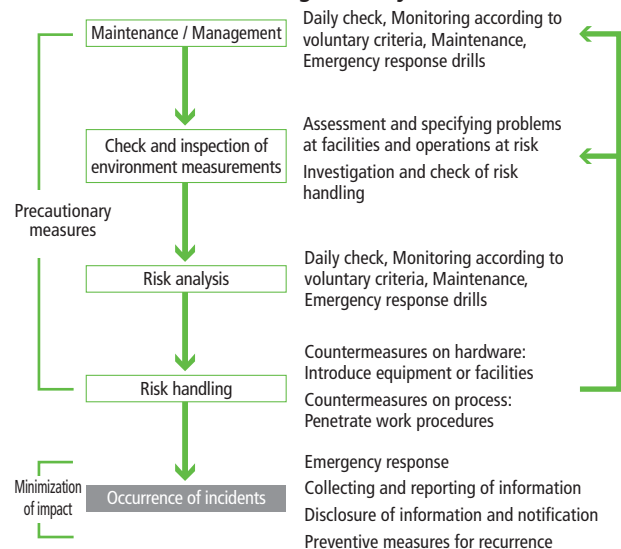 Maintenance / Management
Daily check, Monitoring according to
voluntary criteria, Maintenance,
Emergency response drills
Check and inspection of
environment measurements
Assessment and specifying problems
at facilities and operations at risk
Investigation and check of risk
handling
Precautionary
measures
Risk analysis
Daily check, Monitoring according to
voluntary criteria, Maintenance,
Emergency response drills
Risk handling
Countermeasures on hardware:
Introduce equipment or facilities
Countermeasures on process:
Penetrate work procedures
Minimization
of impact
Occurrence of incidents
Emergency response
Collecting and reporting of information
Disclosure of information and notification
Preventive measures for recurrence